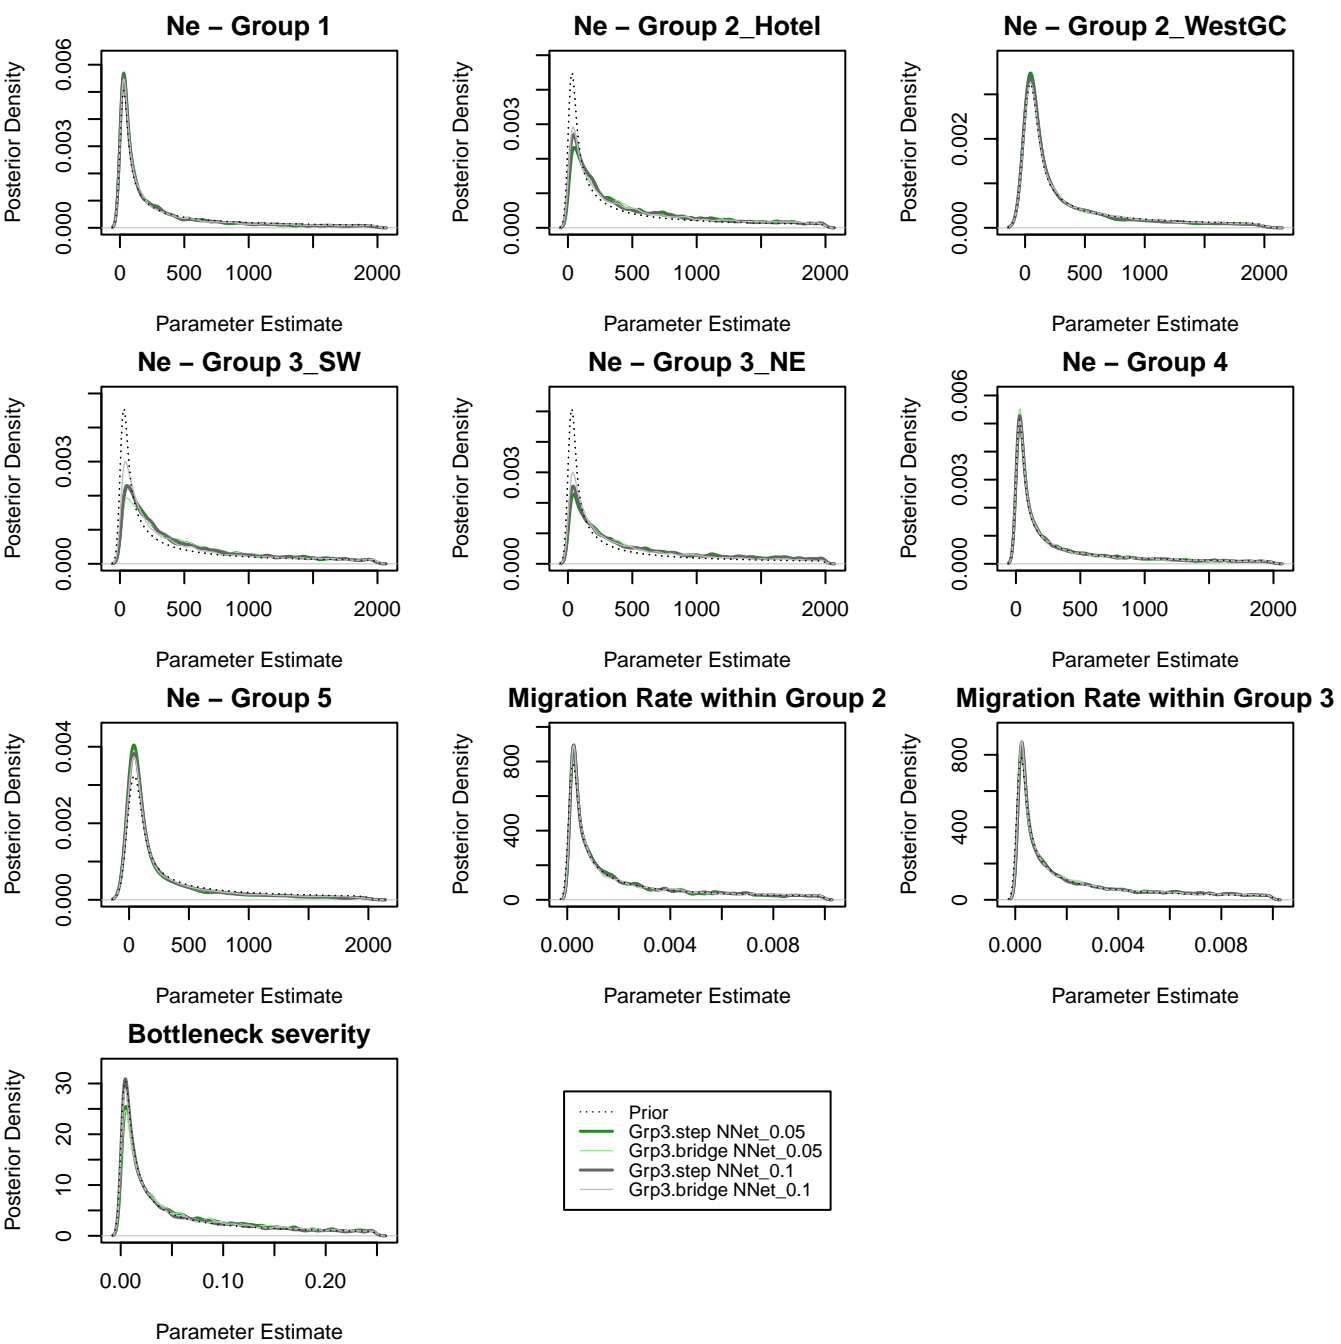 Ne – Group 1
Posterior Density
0.000 0.003 0.006
0 500 1000 2000
Parameter Estimate
Ne – Group 2_Hotel
Posterior Density
0.000 0.003
0 500 1000 2000
Parameter Estimate
Ne – Group 2_WestGC
Posterior Density
0.000 0.002
0 500 1000 2000
Parameter Estimate
Ne – Group 3_SW
Posterior Density
0.000 0.003
0 500 1000 2000
Parameter Estimate
Ne – Group 3_NE
Posterior Density
0.000 0.003
0 500 1000 2000
Parameter Estimate
Ne – Group 4
Posterior Density
0.000 0.003 0.006
0 500 1000 2000
Parameter Estimate
Ne – Group 5
Posterior Density
0.000 0.002 0.004
0 500 1000 2000
Parameter Estimate
Migration Rate within Group 2
Posterior Density
0 400 800
0.000 0.004 0.008
Parameter Estimate
Migration Rate within Group 3
Posterior Density
0 400 800
0.000 0.004 0.008
Parameter Estimate
Bottleneck severity
Posterior Density
0 10 20 30
0.00 0.10 0.20
Parameter Estimate
Prior
Grp3.step NNet_0.05
Grp3.bridge NNet_0.05
Grp3.step NNet_0.1
Grp3.bridge NNet_0.1